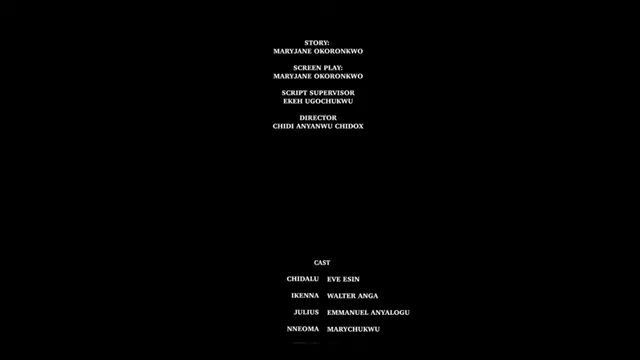 STORY:
MARYJANE OKORONKWO
SCREEN PLAY:
MARYJANE OKORONKWO
SCRIPT SUPERVISOR
EKEH UGOCHUKWU
DIRECTOR
CHIDI ANYANWU CHIDOX
CAST
CHIDALU EVE ESIN
IKENNA WALTER ANGA
JULIUS EMMANUEL ANYALOGU
NNEOMA MARYCHUKWU